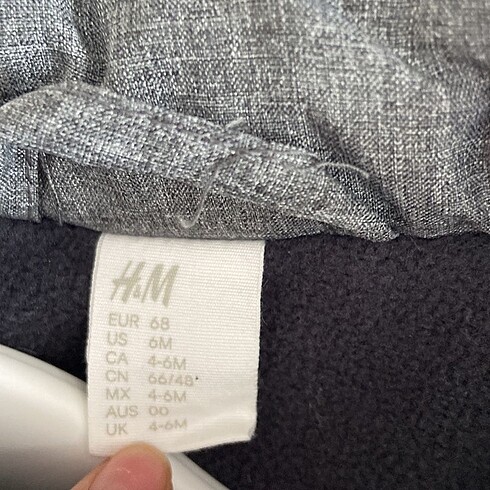 H&M
EUR 68
US 6M
CA 4-6M
CN 66/48
MX 4-6M
AUS 00
UK 4-6M